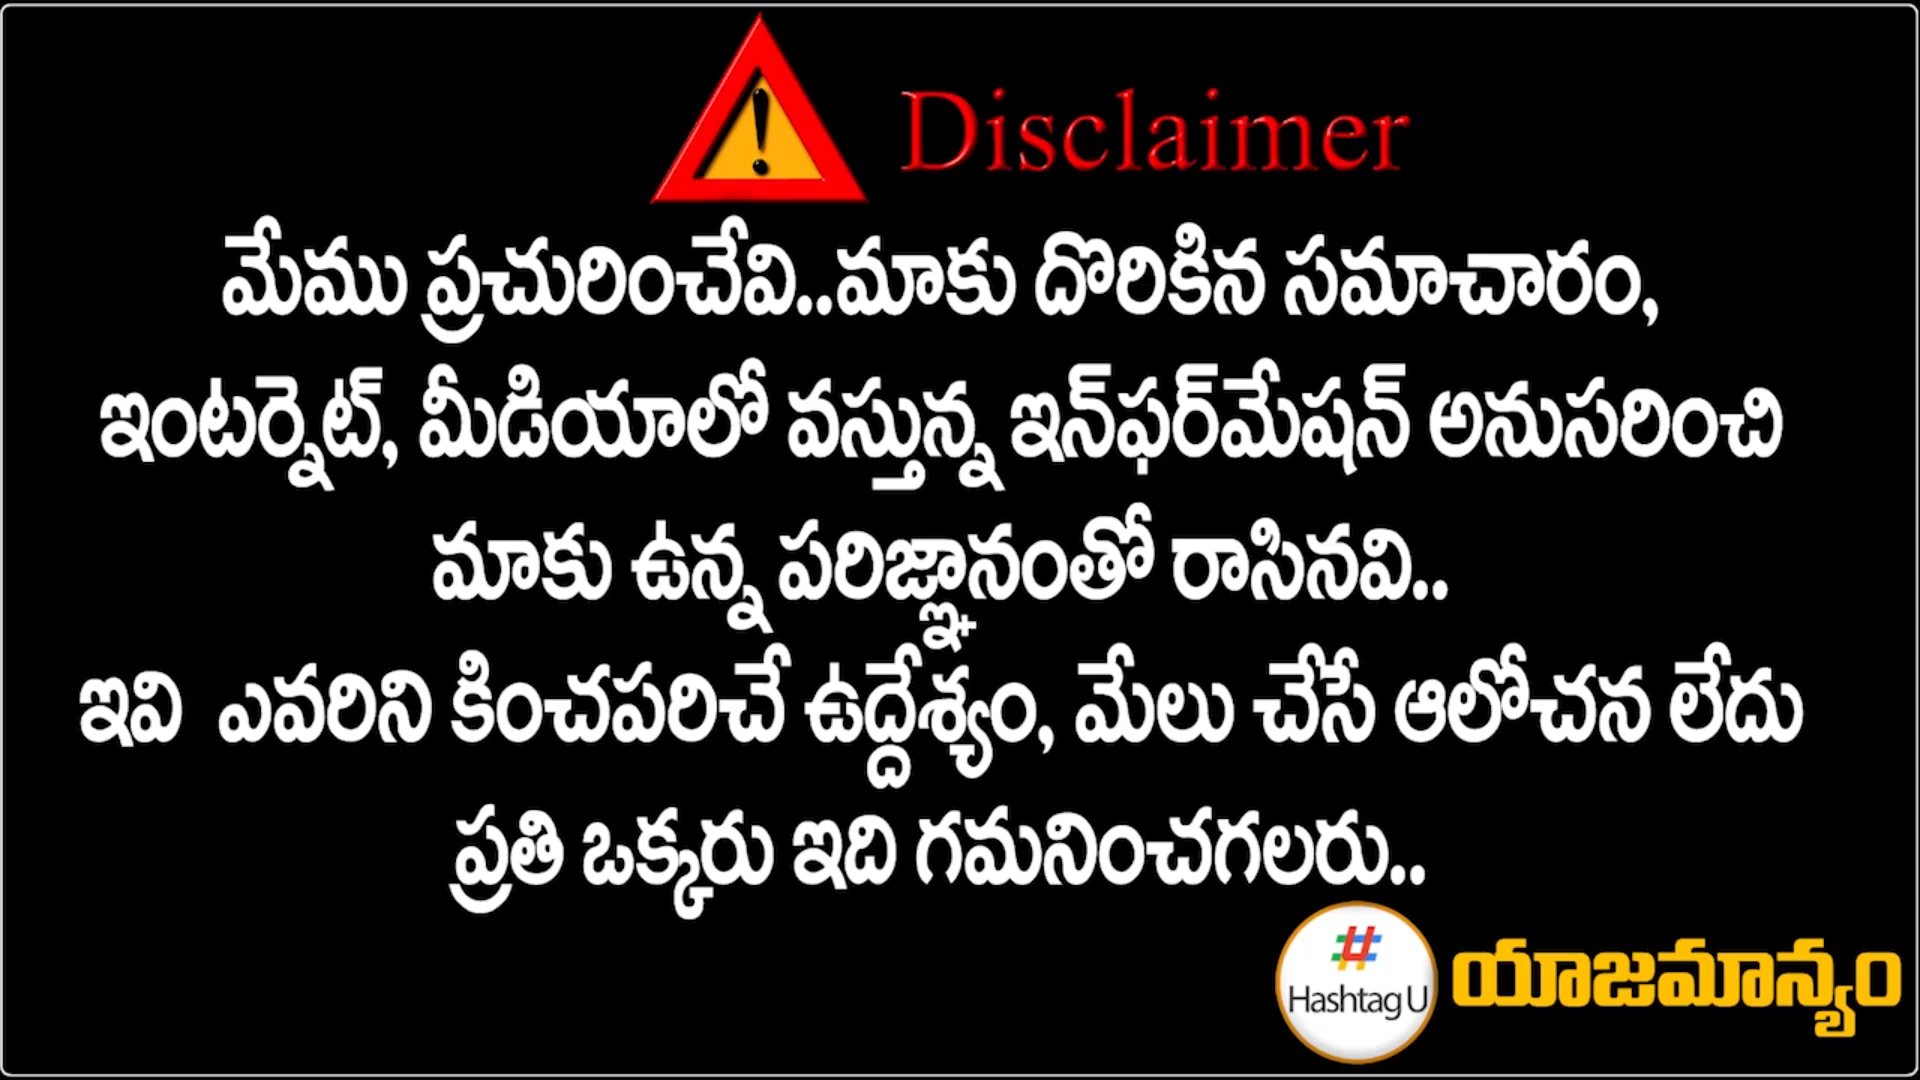 Disclaimer
మేము ప్రచురించేవి..మాకు దొరికిన సమాచారం,
ఇంటర్నెట్, మీడియాలో వస్తున్న ఇన్‌ఫర్‌మేషన్ అనుసరించి
మాకు ఉన్న పరిజ్ఞానంతో రాసినవి..
ఇవి ఎవరిని కించపరిచే ఉద్దేశ్యం, మేలు చేసే ఆలోచన లేదు
ప్రతి ఒక్కరు ఇది గమనించగలరు..
# Hashtag U
యాజమాన్యం